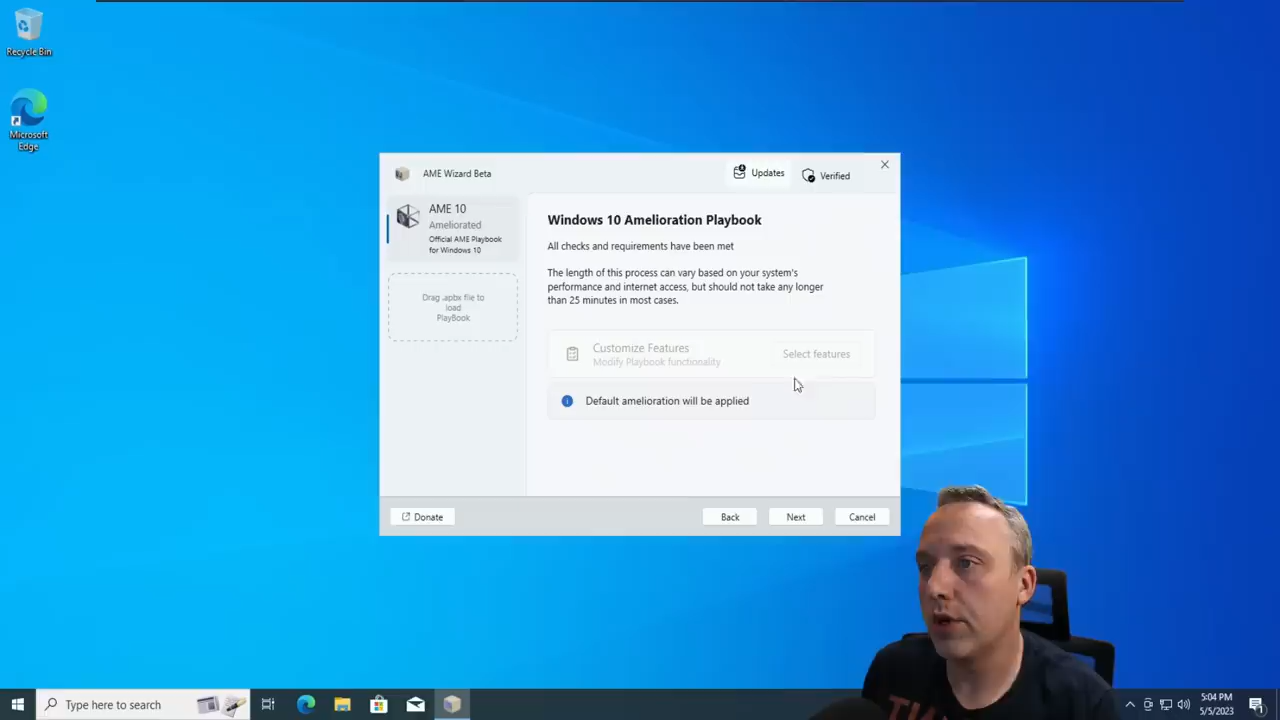 Recycle Bin
Microsoft
Edge
AME Wizard Beta
Updates
Verified
AME 10
Ameliorated
Official AME Playbook
for Windows 10
Drag .apbx file to
load
PlayBook
Windows 10 Amelioration Playbook
All checks and requirements have been met
The length of this process can vary based on your system's
performance and internet access, but should not take any longer
than 25 minutes in most cases.
Customize Features
Modify Playbook functionality
Select features
Default amelioration will be applied
Donate
Back
Next
Cancel
Type here to search
5:04 PM
5/5/2023